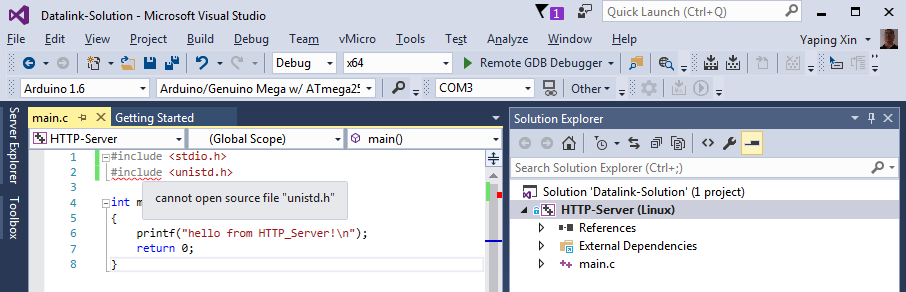 Datalink-Solution - Microsoft Visual Studio
1
Quick Launch (Ctrl+Q)
File Edit View Project Build Debug Team vMicro Tools Test Analyze Window Help Yaping Xin
Debug x64 Remote GDB Debugger
Arduino 1.6 Arduino/Genuino Mega w/ ATmega25 COM3 Other
Server Explorer
Toolbox
main.c Getting Started
HTTP-Server (Global Scope) main()
1 #include <stdio.h>
2 #include <unistd.h>
3
cannot open source file "unistd.h"
4 int m
5 {
6 printf("hello from HTTP_Server!\n");
7 return 0;
8 }
Solution Explorer
Search Solution Explorer (Ctrl+;)
Solution 'Datalink-Solution' (1 project)
HTTP-Server (Linux)
References
External Dependencies
main.c